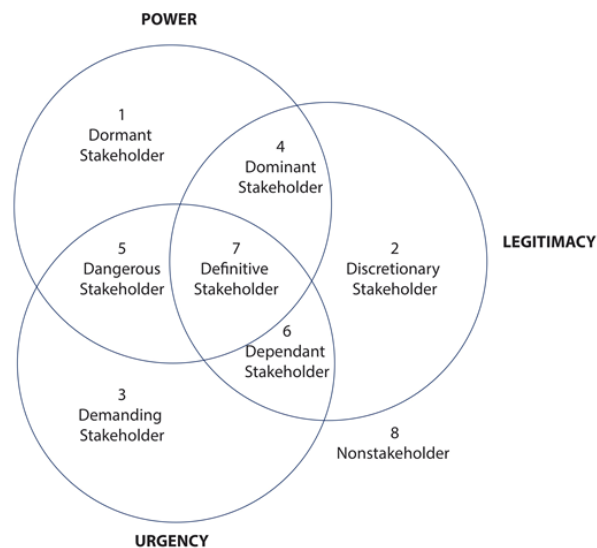 POWER
1
Dormant
Stakeholder
4
Dominant
Stakeholder
LEGITIMACY
5
Dangerous
Stakeholder
7
Definitive
Stakeholder
2
Discretionary
Stakeholder
6
Dependant
Stakeholder
3
Demanding
Stakeholder
8
Nonstakeholder
URGENCY